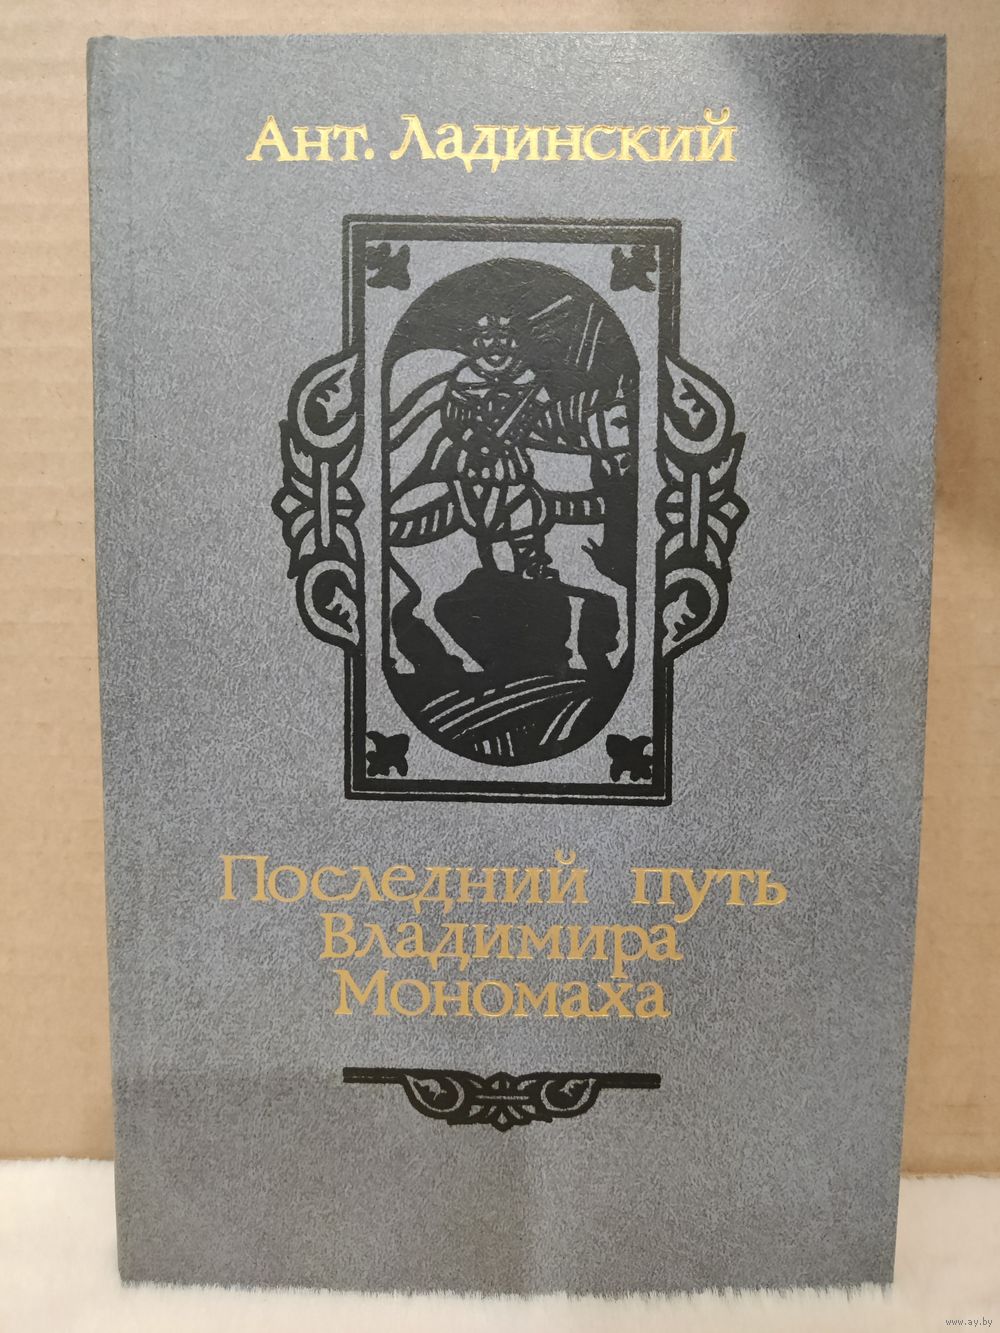 Ант. Ладинский
Последний путь
Владимира
Мономаха
www.ay.by